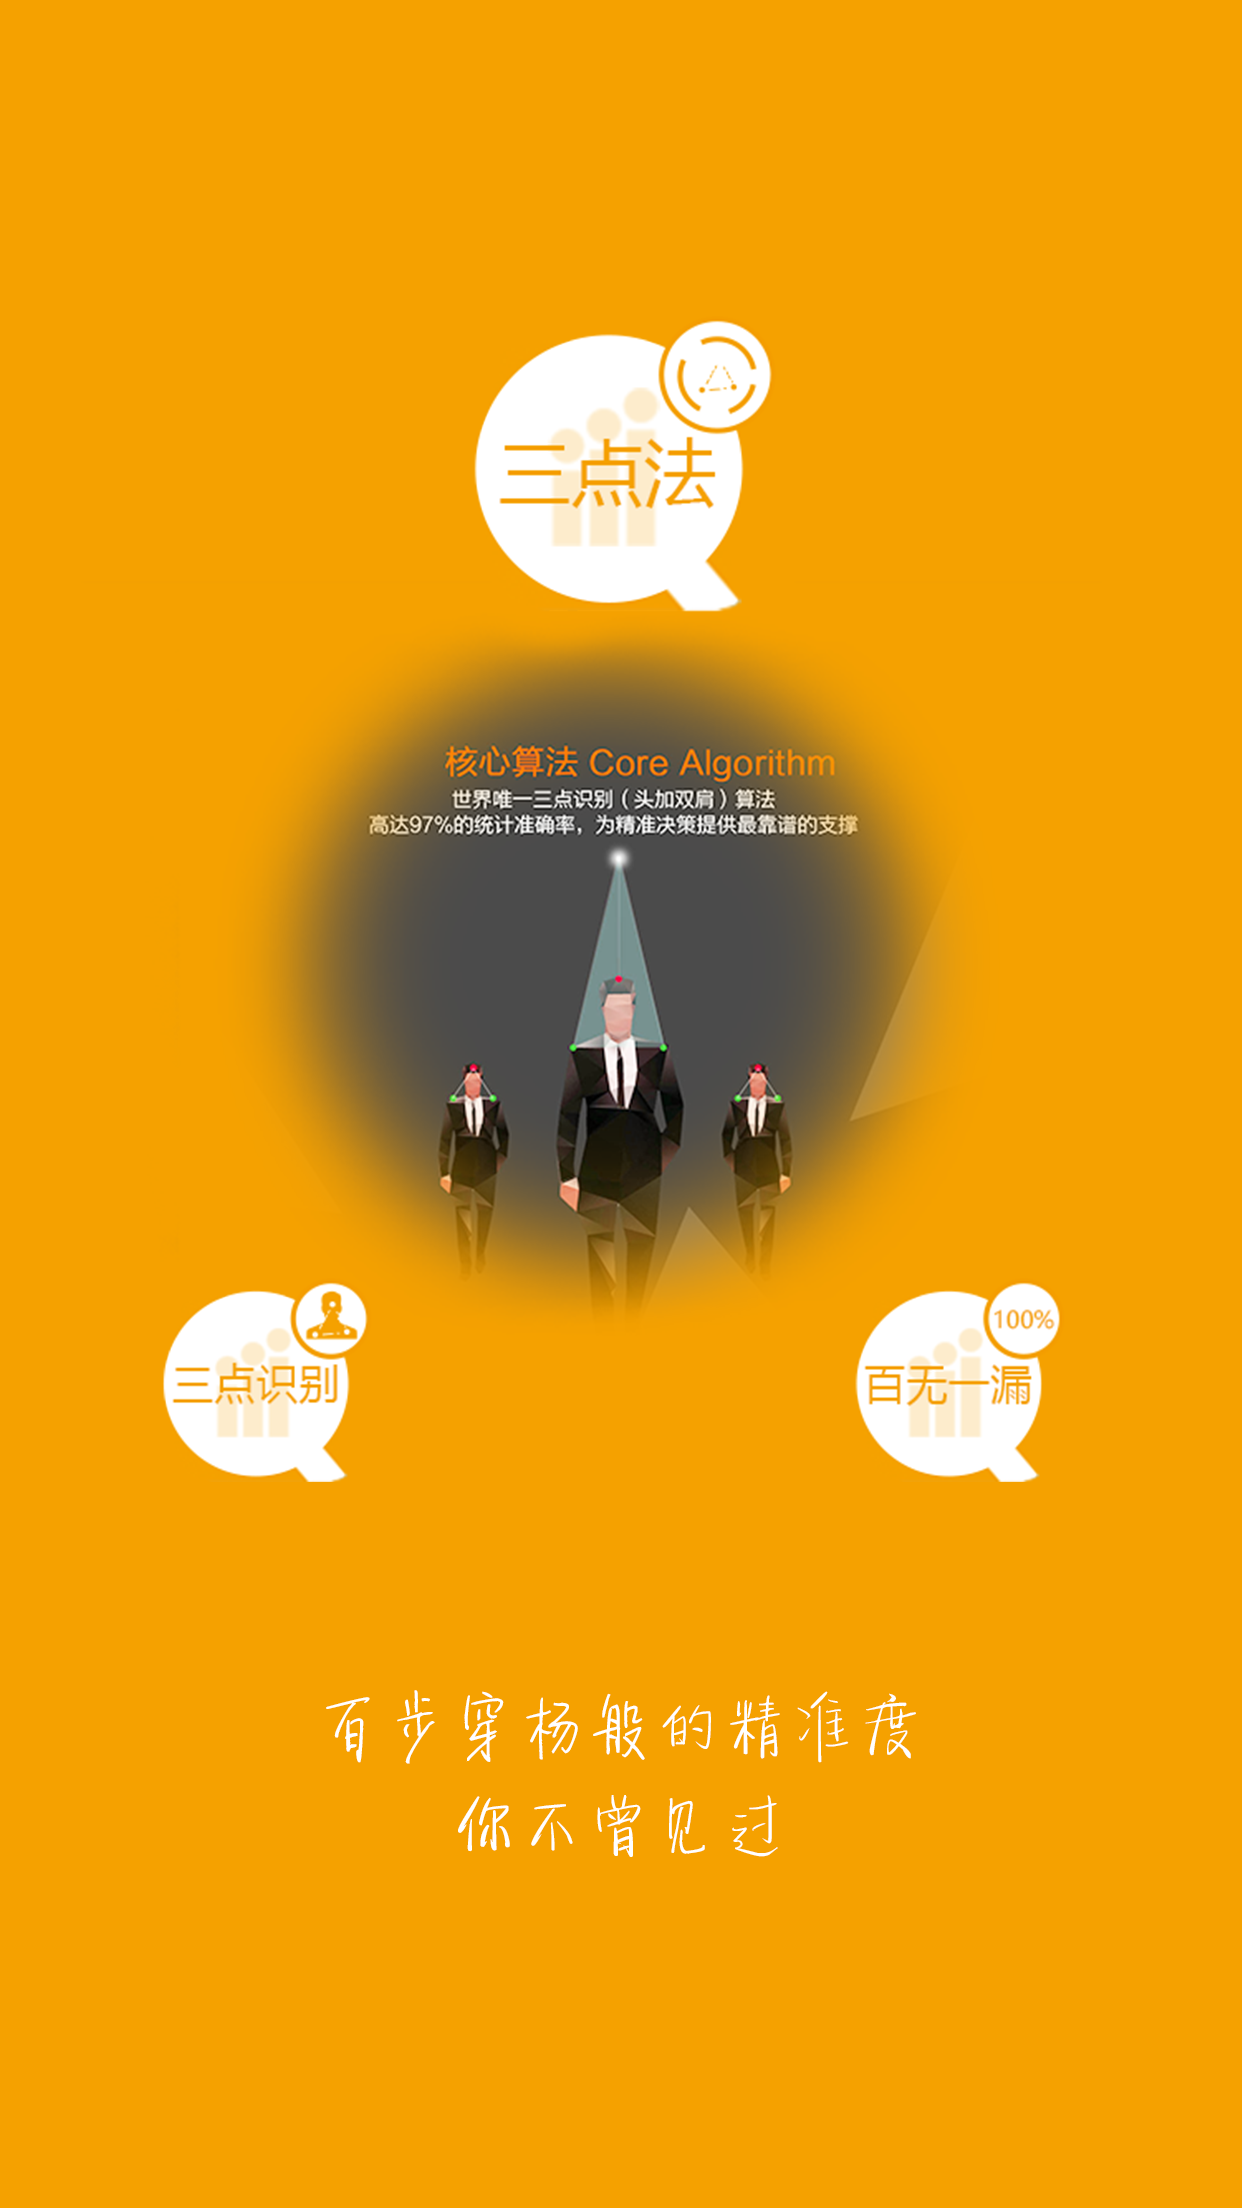 三点法
核心算法 Core Algorithm
世界唯一三点识别（头加双肩）算法
高达97%的统计准确率，为精准决策提供最靠谱的支撑
三点识别
100%
百无一漏
百步穿杨般的精准度
你不曾见过